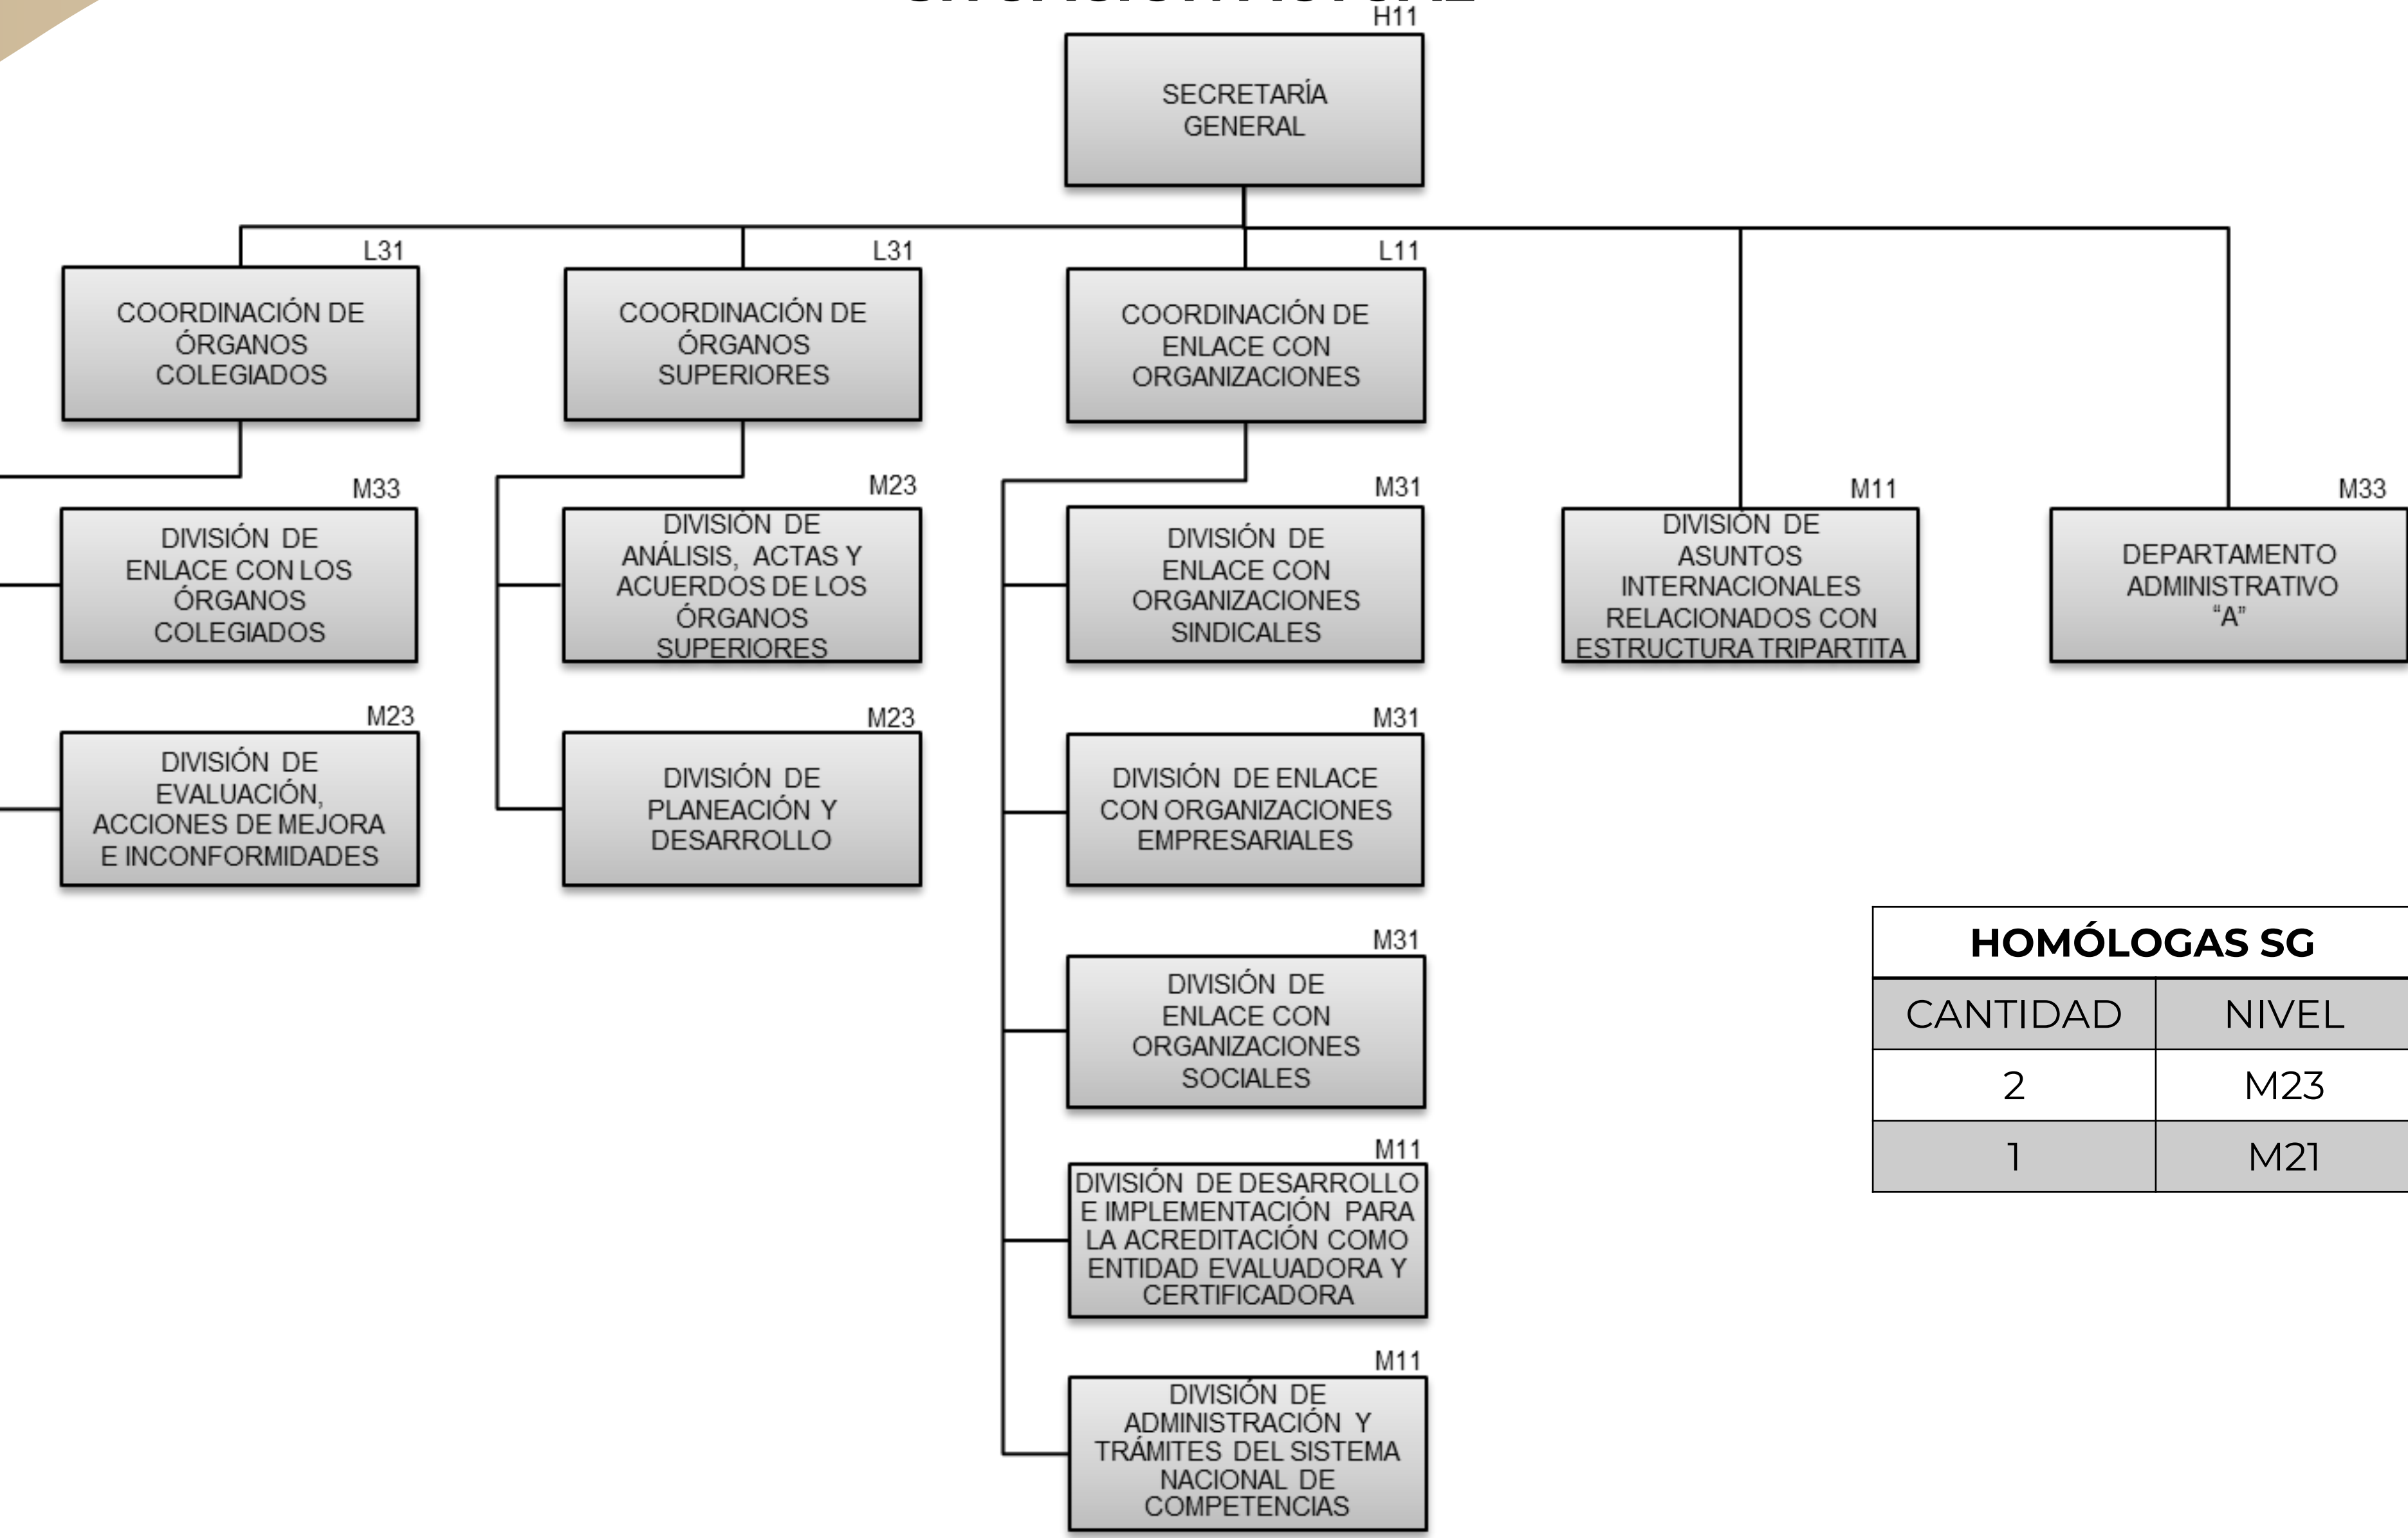 H11
SECRETARÍA
GENERAL
L31
COORDINACIÓN DE
ÓRGANOS
COLEGIADOS
L31
COORDINACIÓN DE
ÓRGANOS
SUPERIORES
L11
COORDINACIÓN DE
ENLACE CON
ORGANIZACIONES
M33
DIVISIÓN DE
ENLACE CON LOS
ÓRGANOS
COLEGIADOS
M23
DIVISIÓN DE
EVALUACIÓN,
ACCIONES DE MEJORA
E INCONFORMIDADES
M23
DIVISIÓN DE
ANÁLISIS, ACTAS Y
ACUERDOS DE LOS
ÓRGANOS
SUPERIORES
M23
DIVISIÓN DE
PLANEACIÓN Y
DESARROLLO
M31
DIVISIÓN DE
ENLACE CON
ORGANIZACIONES
SINDICALES
M31
DIVISIÓN DE ENLACE
CON ORGANIZACIONES
EMPRESARIALES
M31
DIVISIÓN DE
ENLACE CON
ORGANIZACIONES
SOCIALES
M11
DIVISIÓN DE DESARROLLO
E IMPLEMENTACIÓN PARA
LA ACREDITACIÓN COMO
ENTIDAD EVALUADORA Y
CERTIFICADORA
M11
DIVISIÓN DE
ADMINISTRACIÓN Y
TRÁMITES DEL SISTEMA
NACIONAL DE
COMPETENCIAS
M11
DIVISIÓN DE
ASUNTOS
INTERNACIONALES
RELACIONADOS CON
ESTRUCTURA TRIPARTITA
M33
DEPARTAMENTO
ADMINISTRATIVO
“A”
HOMÓLOGAS SG
CANTIDAD NIVEL
2 M23
1 M21